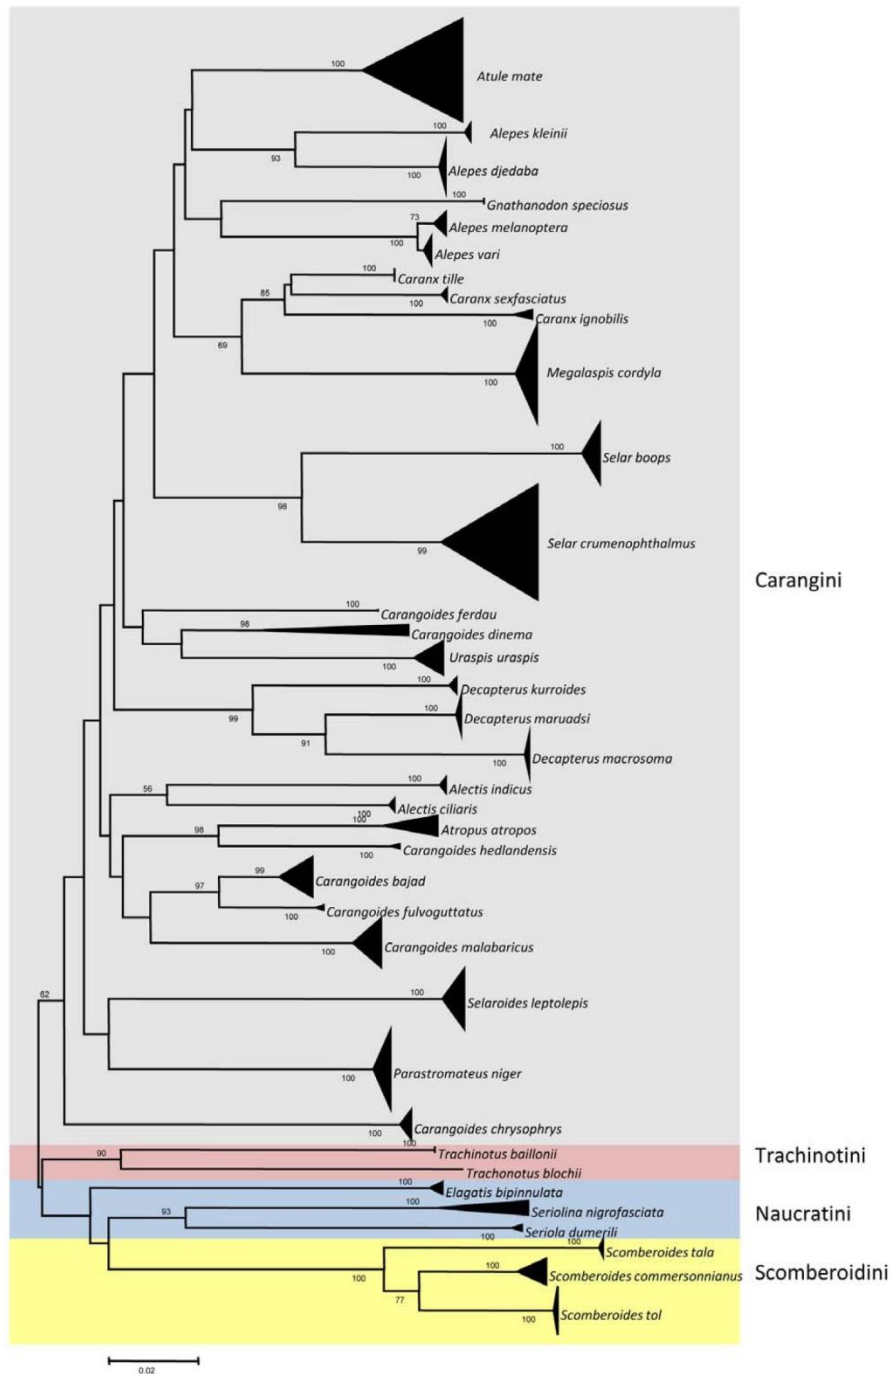 100
Atule mate
100
Alepes kleinii
93
100
Alepes djedaba
100
Gnathanodon speciosus
73
Alepes melanoptera
100
Alepes vari
100
Caranx tille
85
100
Caranx sexfasciatus
100
Caranx ignobilis
69
100
Megalaspis cordyla
100
Selar boops
98
99
Selar crumenophthalmus
Carangini
100
Carangoides ferdau
98
Carangoides dinema
100
Uraspis uraspis
100
Decapterus kurroides
99
100
Decapterus maruadsi
91
100
Decapterus macrosoma
100
Alectis indicus
56
Alectis ciliaris
100
100
Atropus atropos
98
100
Carangoides hedlandensis
99
Carangoides bajad
97
100
Carangoides fulvoguttatus
100
Carangoides malabaricus
62
100
Selaroides leptolepis
100
Parastromateus niger
100
Carangoides chrysophrys
100
Trachinotus baillonii
90
Trachonotus blochii
Trachinotini
100
Elagatis bipinnulata
100
Seriolina nigrofasciata
93
100
Seriola dumerili
Naucratini
100
Scomberoides tala
100
100
Scomberoides commersonnianus
77
100
Scomberoides tol
Scomberoidini
0.02